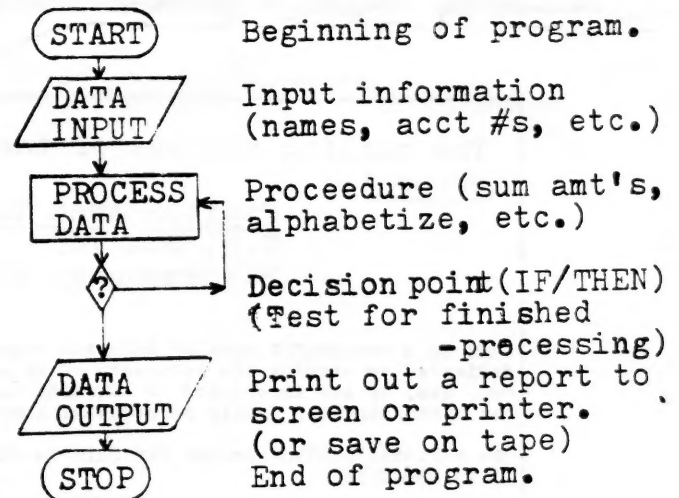 START Beginning of program.
DATA Input information
INPUT (names, acct #s, etc.)
PROCESS Proceedure (sum amt's,
DATA alphabetize, etc.)
? Decision point(IF/THEN)
(Test for finished
-processing)
DATA Print out a report to
OUTPUT screen or printer.
(or save on tape)
STOP End of program.